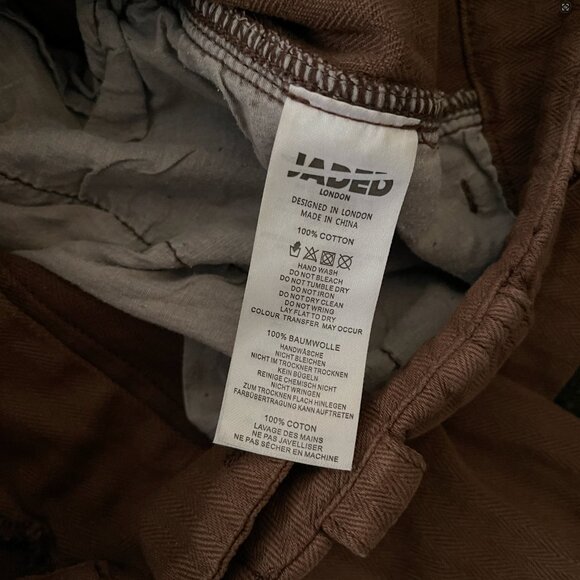 JADED
LONDON
DESIGNED IN LONDON
MADE IN CHINA
100% COTTON
HAND WASH
DO NOT BLEACH
DO NOT TUMBLE DRY
DO NOT IRON
DO NOT DRY CLEAN
DO NOT WRING
LAY FLAT TO DRY
COLOUR TRANSFER MAY OCCUR
100% BAUMWOLLE
HANDWÄSCHE
NICHT BLEICHEN
NICHT IM TROCKNER TROCKNEN
KEIN BÜGELN
REINIGE CHEMISCH NICHT
NICHT WRINGEN
ZUM TROCKNEN FLACH HINLEGEN
FARBÜBERTRAGUNG KANN AUFTRETEN
100% COTON
LAVAGE DES MAINS
NE PAS JAVELLISER
NE PAS SÉCHER EN MACHINE